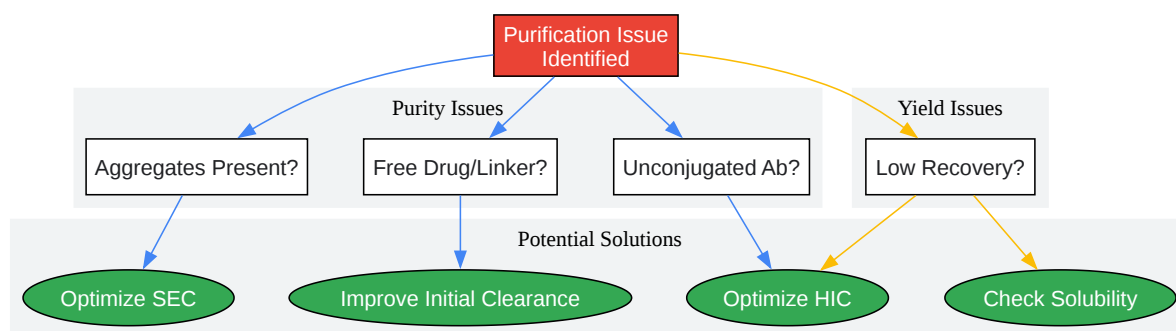 Purification Issue
Identified
Purity Issues
Yield Issues
Aggregates Present?
Free Drug/Linker?
Unconjugated Ab?
Low Recovery?
Potential Solutions
Optimize SEC
Improve Initial Clearance
Optimize HIC
Check Solubility